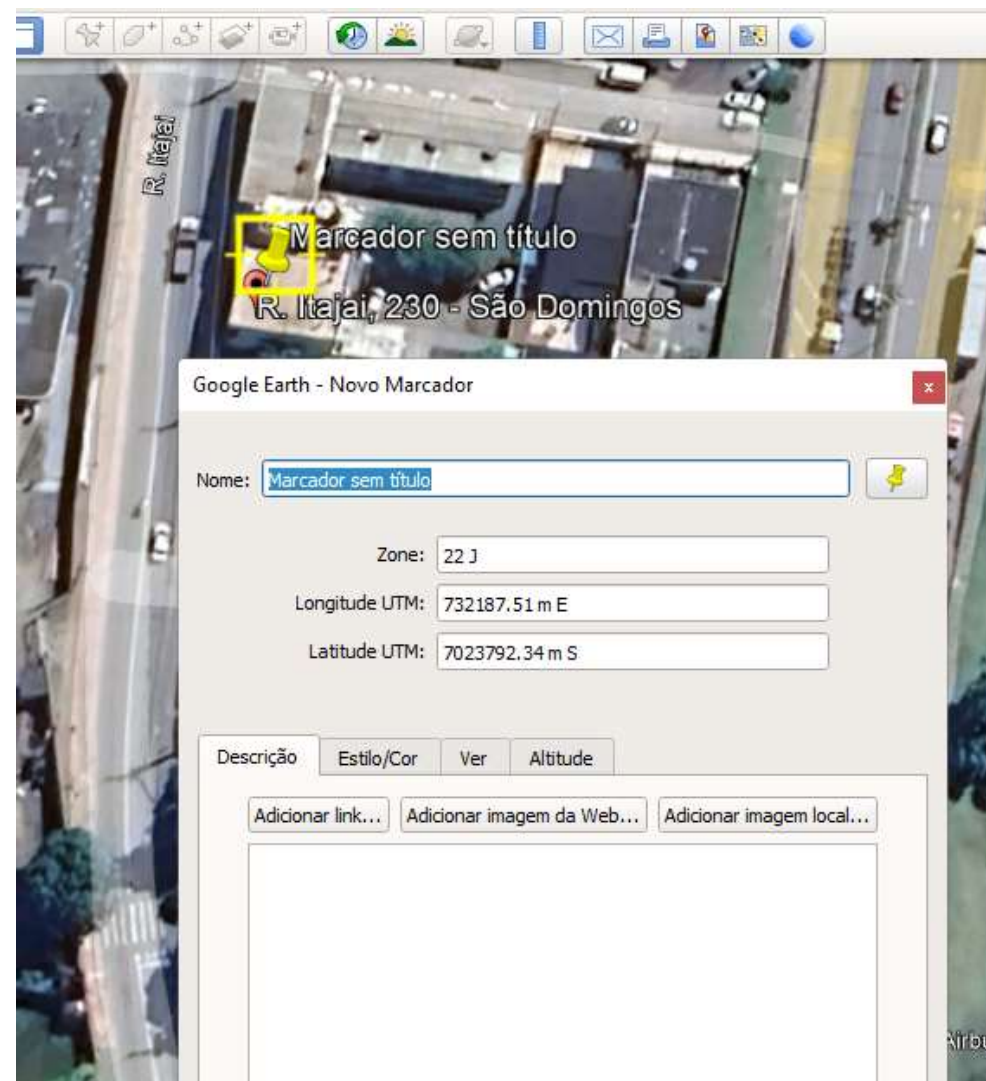 R. Itajaí
Marcador sem título
R. Itajaí, 230 - São Domingos
Google Earth - Novo Marcador
x
Nome: Marcador sem título
Zone: 22 J
Longitude UTM: 732187.51 m E
Latitude UTM: 7023792.34 m S
Descrição Estilo/Cor Ver Altitude
Adicionar link... Adicionar imagem da Web... Adicionar imagem local...